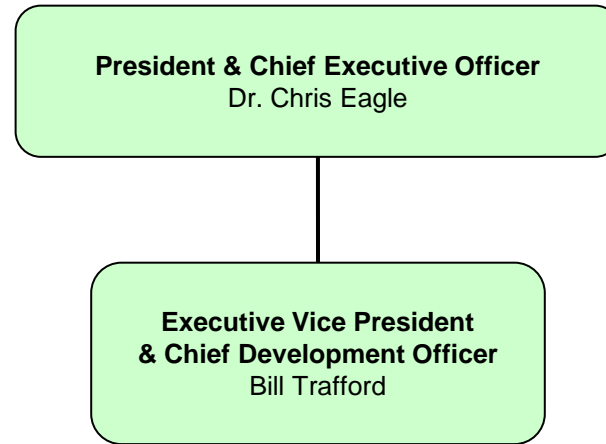 President & Chief Executive Officer
Dr. Chris Eagle
Executive Vice President
& Chief Development Officer
Bill Trafford